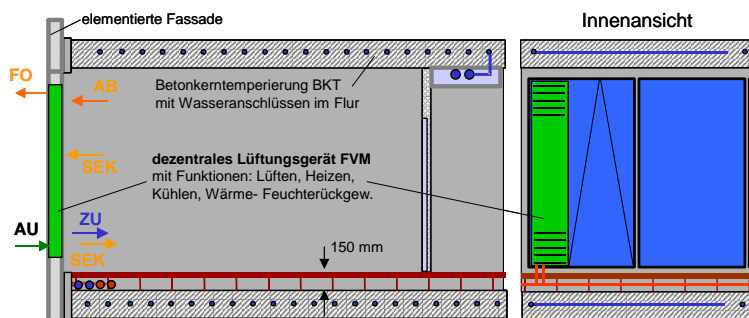 elementierte Fassade
Innenansicht
FO
AB
Betonkerntemperierung BKT
mit Wasseranschlüssen im Flur
SEK
dezentrales Lüftungsgerät FVM
mit Funktionen: Lüften, Heizen,
Kühlen, Wärme- Feuchterückgew.
AU
ZU
SEK
150 mm